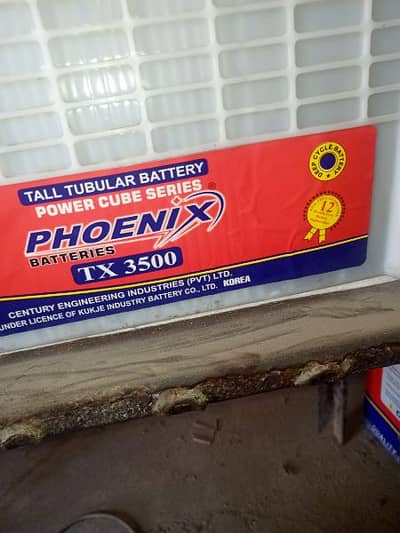 TALL TUBULAR BATTERY
POWER CUBE SERIES
PHOENIX®
BATTERIES
TX 3500
CENTURY ENGINEERING INDUSTRIES (PVT) LTD.
UNDER LICENCE OF KUKJE INDUSTRY BATTERY CO., LTD. KOREA
DEEP CYCLE BATTERY
12
QUALITY